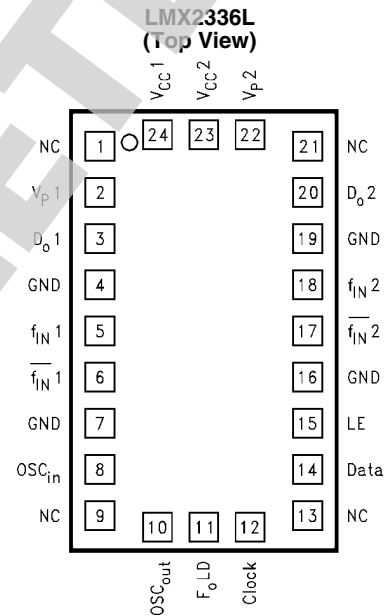 LMX2336L
(Top View)
V_CC 1
V_CC 2
V_P 2
NC 1 24 23 22 21 NC
V_P 1 2 20 D_o 2
D_o 1 3 19 GND
GND 4 18 f_IN 2
f_IN 1 5 17 f̅_I̅N̅ 2
f̅_I̅N̅ 1 6 16 GND
GND 7 15 LE
OSC_in 8 14 Data
NC 9 10 11 12 13 NC
OSC_out
F_oLD
Clock